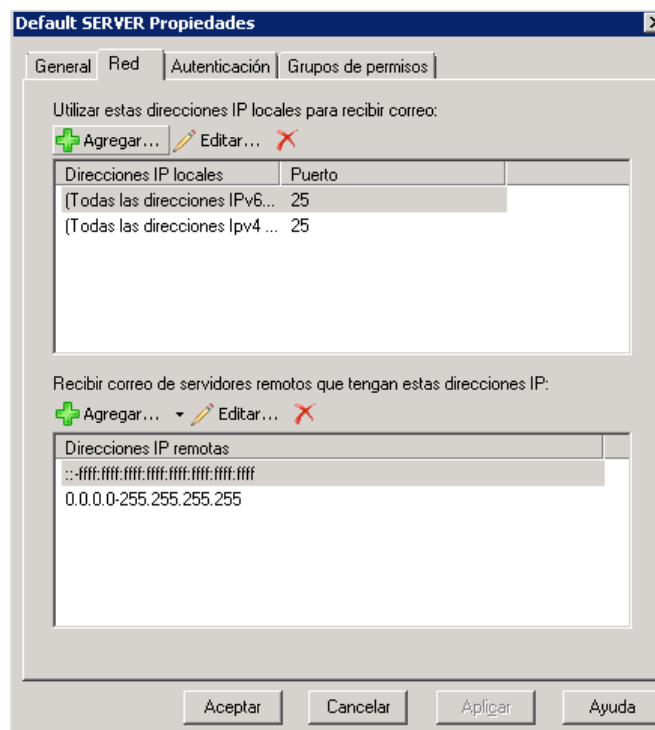 Default SERVER Propiedades
General Red Autenticación Grupos de permisos
Utilizar estas direcciones IP locales para recibir correo:
Agregar... Editar...
Direcciones IP locales Puerto
(Todas las direcciones IPv6... 25
(Todas las direcciones Ipv4 ... 25
Recibir correo de servidores remotos que tengan estas direcciones IP:
Agregar... Editar...
Direcciones IP remotas
::-ffff:ffff:ffff:ffff:ffff:ffff:ffff:ffff
0.0.0.0-255.255.255.255
Aceptar Cancelar Aplicar Ayuda